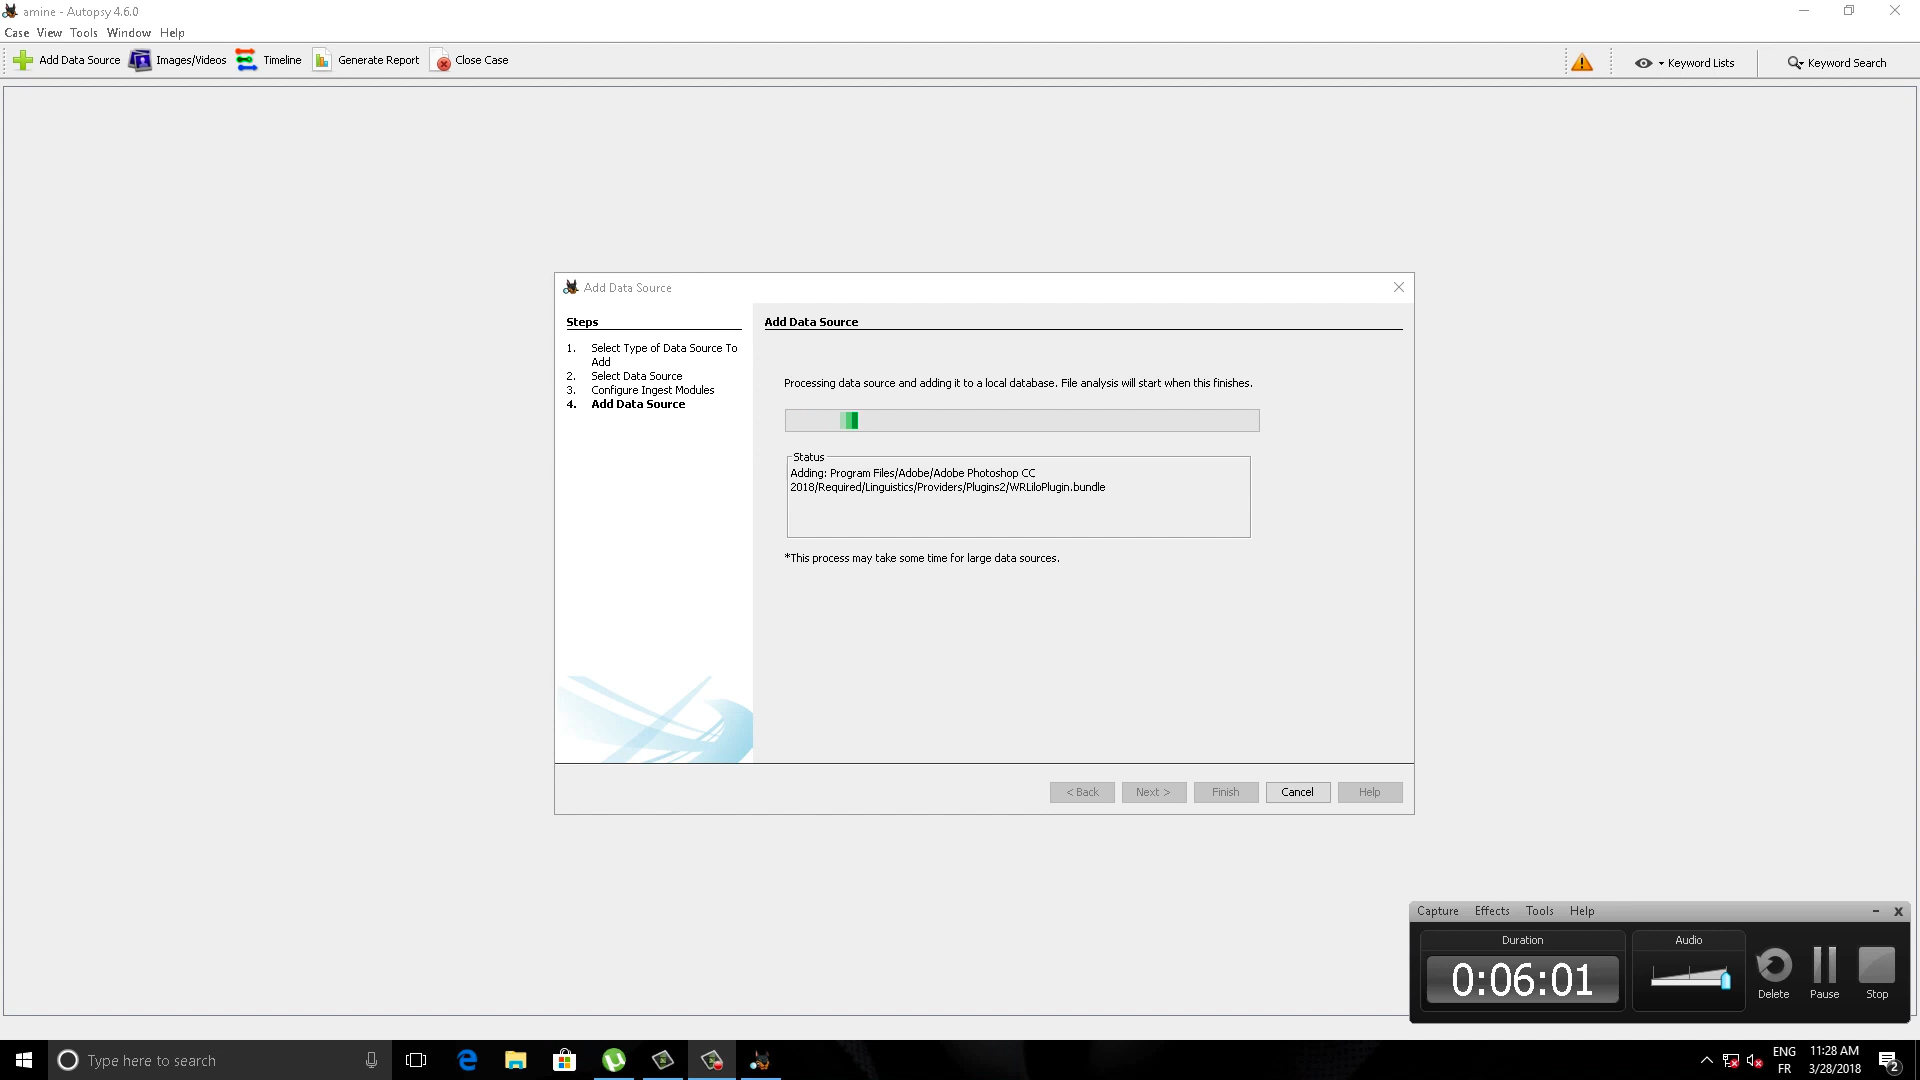 amine - Autopsy 4.6.0
Case View Tools Window Help
Add Data Source Images/Videos Timeline Generate Report Close Case Keyword Lists Keyword Search
Add Data Source
Steps
1. Select Type of Data Source To
Add
2. Select Data Source
3. Configure Ingest Modules
4. Add Data Source
Add Data Source
Processing data source and adding it to a local database. File analysis will start when this finishes.
Status
Adding: Program Files/Adobe/Adobe Photoshop CC
2018/Required/Linguistics/Providers/Plugins2/WRLiloPlugin.bundle
*This process may take some time for large data sources.
< Back Next > Finish Cancel Help
Capture Effects Tools Help
Duration Audio
0:06:01
Delete Pause Stop
Type here to search
ENG 11:28 AM
FR 3/28/2018 2